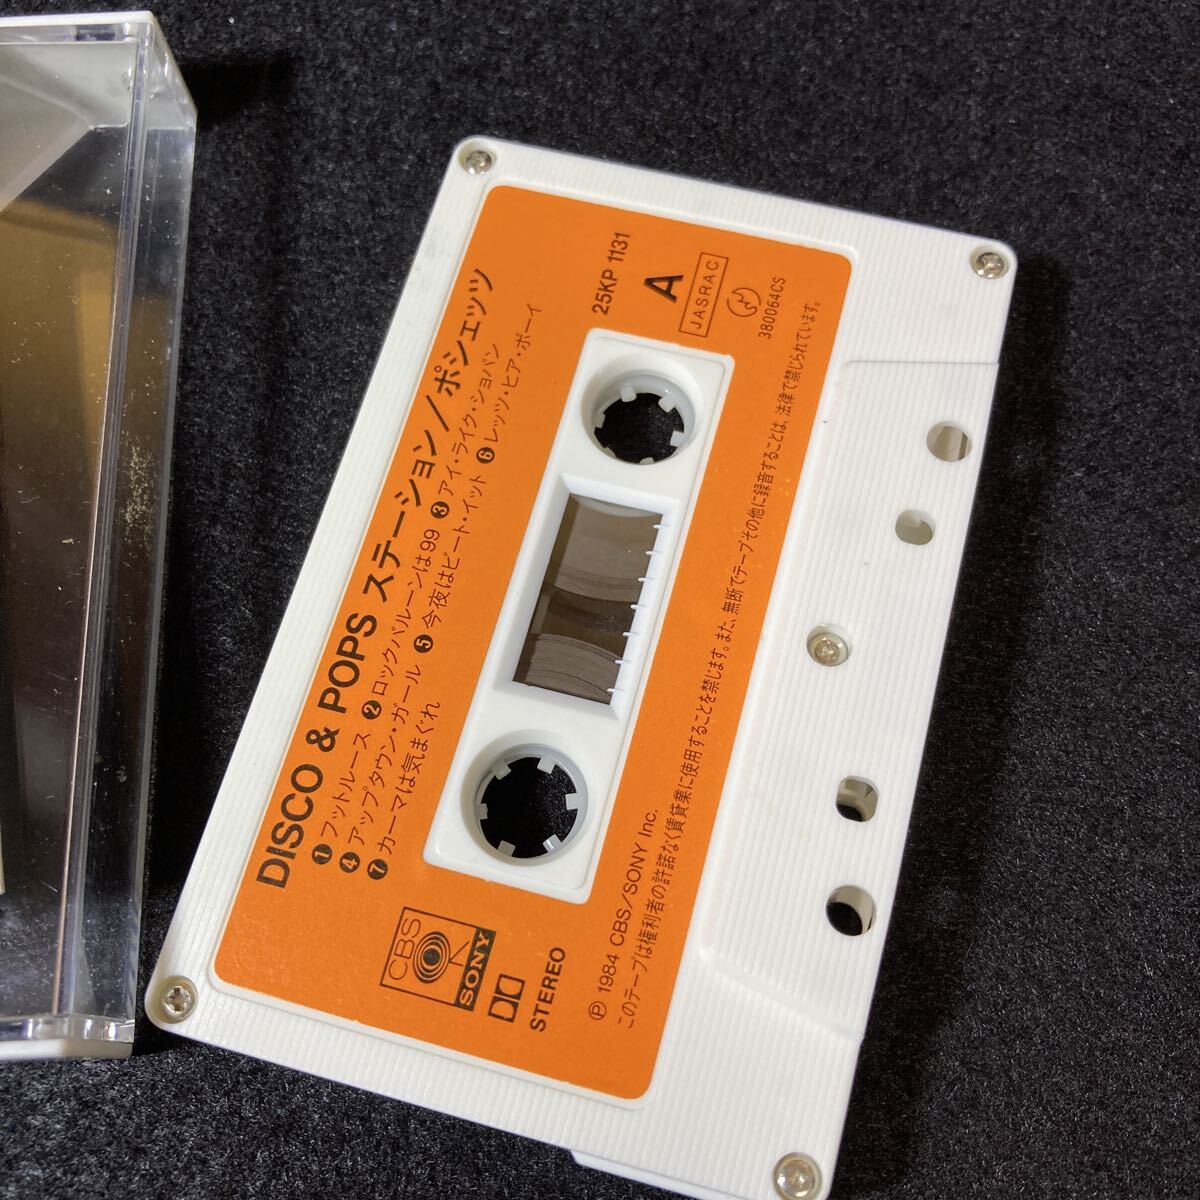 DISCO & POPS ステーション/ポシェッツ
❶フットルース ❷ロックバルーンは99 ❸アイ・ライク・ショパン
❹アップタウン・ガール ❺今夜はビート・イット ❻レッツ・ヒア・ボーイ
❼カーマは気まぐれ
25KP 1131
A
JASRAC
380064CS
CBS
SONY
STEREO
Ⓟ 1984 CBS/SONY Inc.
このテープは権利者の許諾なく賃貸業に使用することを禁じます。また、無断でテープその他に録音することは、法律で禁じられています。